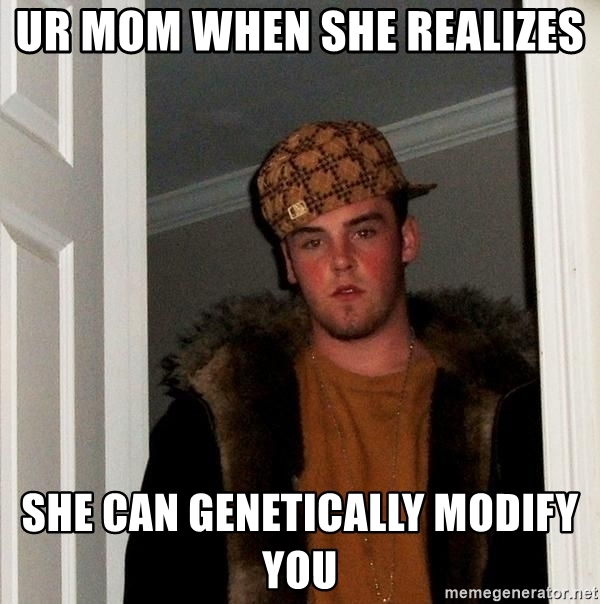 UR MOM WHEN SHE REALIZES
SHE CAN GENETICALLY MODIFY
YOU
memegenerator.net